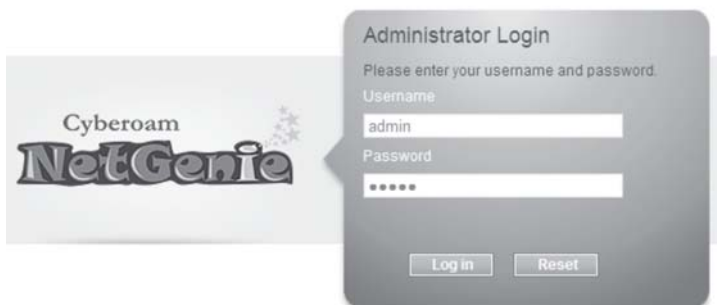 Cyberoam
NetGenie
Administrator Login
Please enter your username and password.
Username
admin
Password
•••••
Log in
Reset